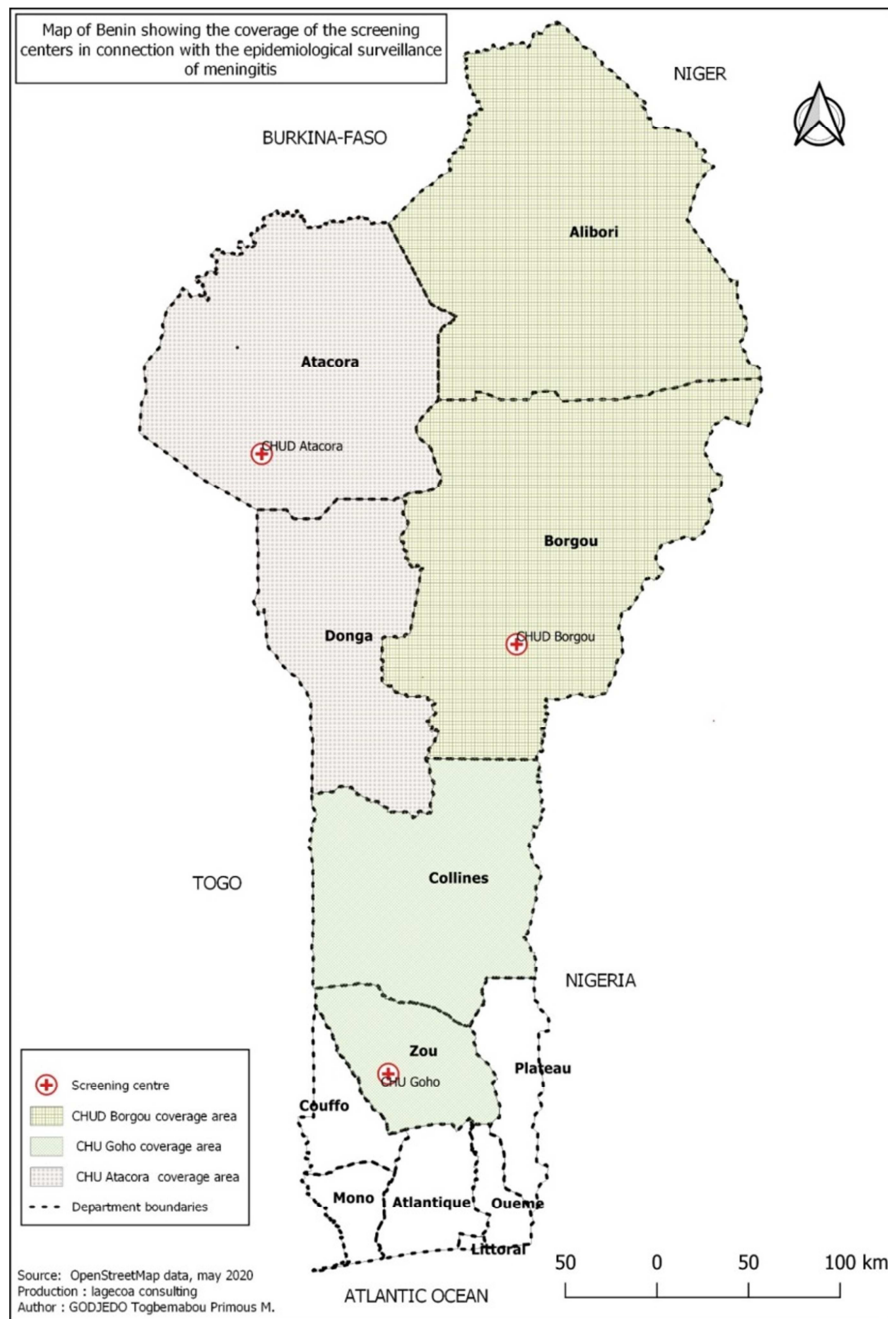 Map of Benin showing the coverage of the screening
centers in connection with the epidemiological surveillance
of meningitis
NIGER
BURKINA-FASO
Alibori
Atacora
CHUD Atacora
Borgou
Donga
CHUD Borgou
TOGO
Collines
NIGERIA
Zou
Plateau
CHU Goho
Couffo
Mono
Atlantique
Oueme
Littoral
Screening centre
CHUD Borgou coverage area
CHU Goho coverage area
CHU Atacora coverage area
Department boundaries
50 0 50 100 km
Source: OpenStreetMap data, may 2020
Production : lagecoa consulting
Author : GODJEDO Togbemabou Primous M.
ATLANTIC OCEAN